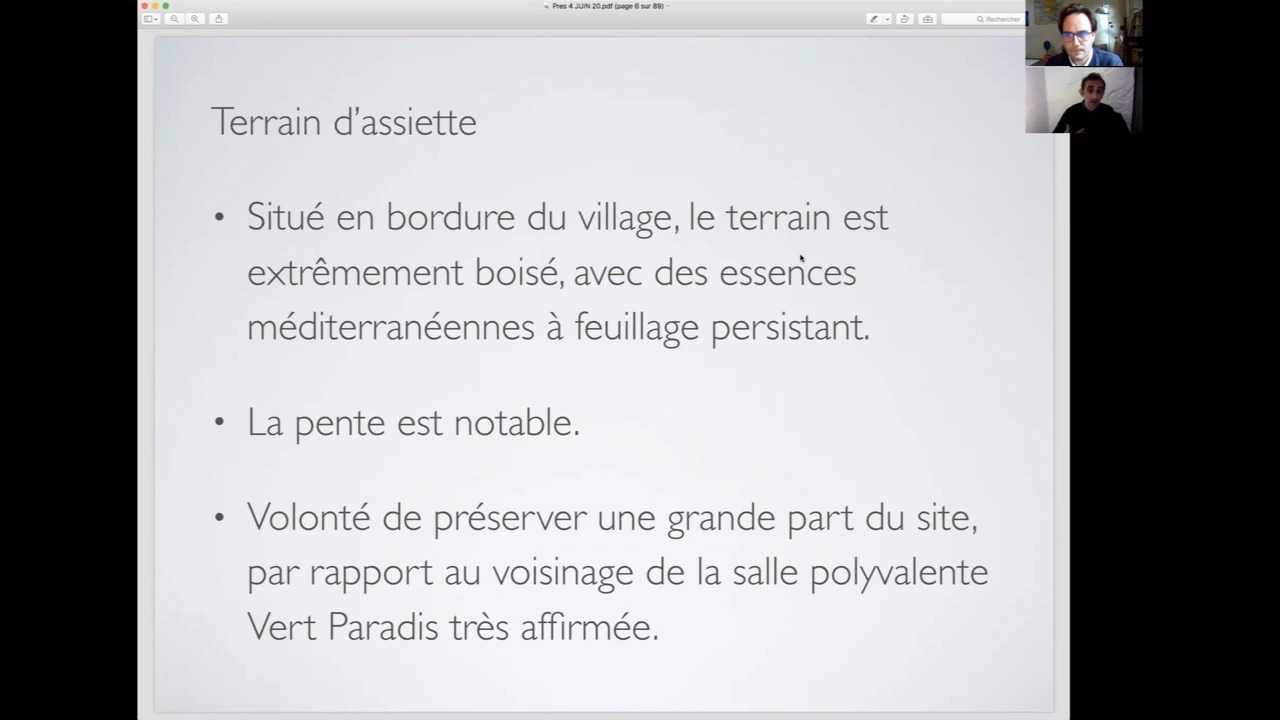 Pres 4 JUIN 20.pdf (page 6 sur 89)
Rechercher
Terrain d’assiette
• Situé en bordure du village, le terrain est
extrêmement boisé, avec des essences
méditerranéennes à feuillage persistant.
• La pente est notable.
• Volonté de préserver une grande part du site,
par rapport au voisinage de la salle polyvalente
Vert Paradis très affirmée.